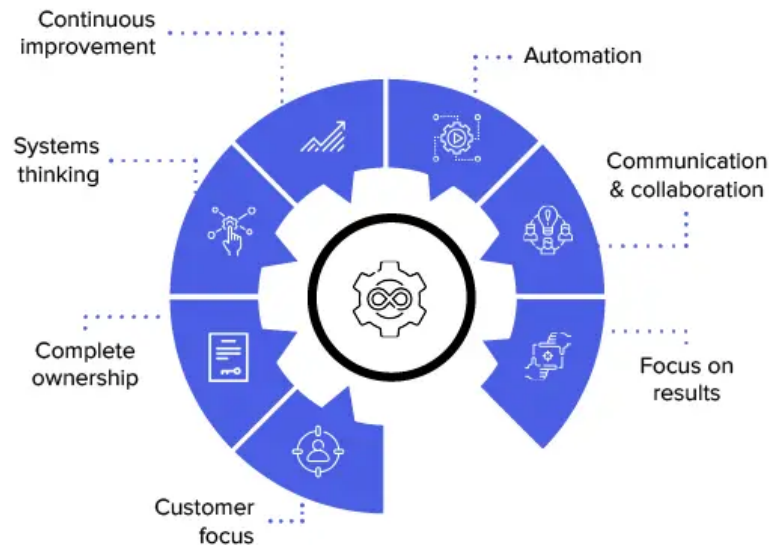 Continuous
improvement
Automation
Systems
thinking
Communication
& collaboration
Complete
ownership
Focus on
results
Customer
focus